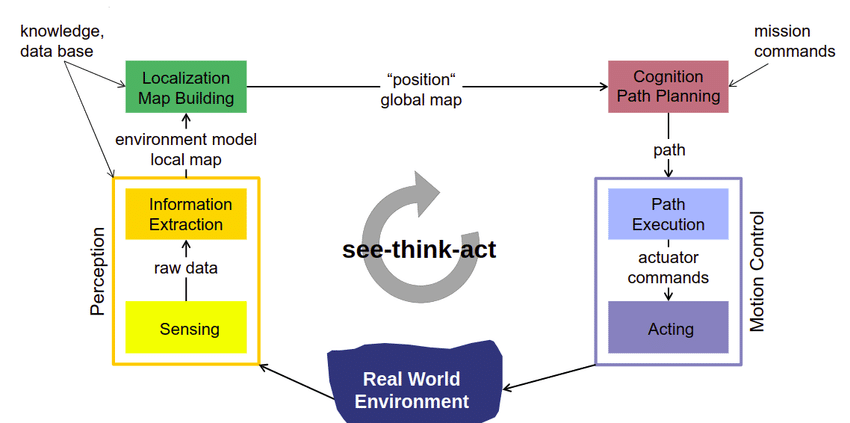 knowledge,
data base
mission
commands
Localization
Map Building
“position“
global map
Cognition
Path Planning
environment model
local map
path
Perception
Information
Extraction
raw data
Sensing
see-think-act
Path
Execution
actuator
commands
Acting
Motion Control
Real World
Environment